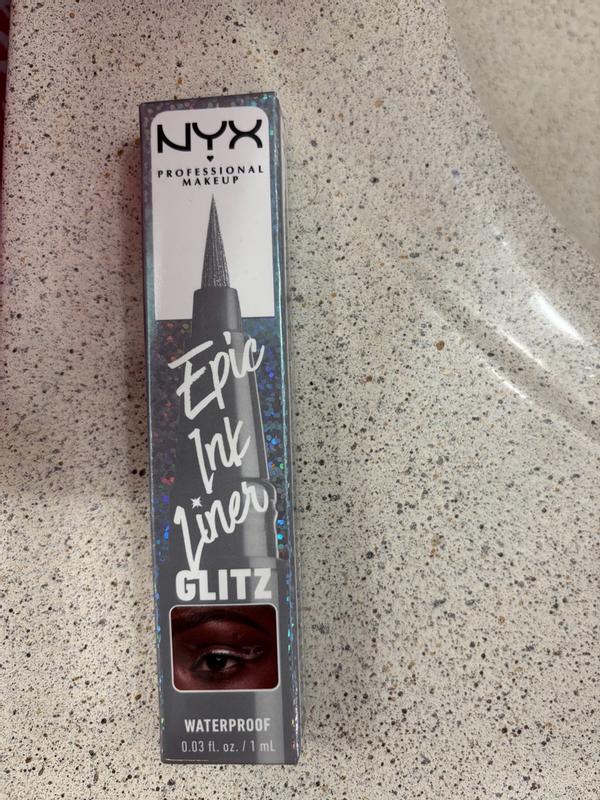 NYX
PROFESSIONAL
MAKEUP
Epic
Ink
Liner
GLITZ
WATERPROOF
0.03 fl. oz. / 1 mL